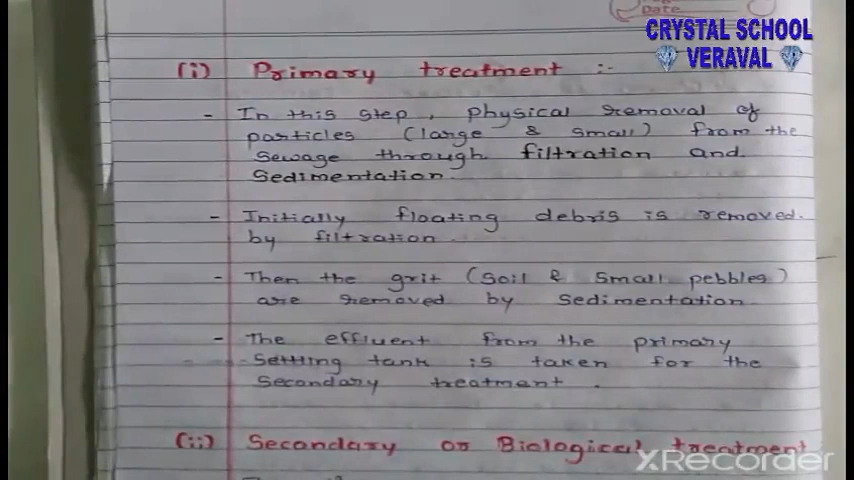 Date
CRYSTAL SCHOOL
VERAVAL
(i) Primary treatment :-
- In this step, physical removal of
particles (large & small) from the
sewage through filtration and
sedimentation.
- Initially floating debris is removed
by filtration.
- Then the grit (soil & small pebbles)
are removed by sedimentation
- The effluent from the primary
settling tank is taken for the
secondary treatment.
(ii) Secondary or Biological treatment
XRecorder